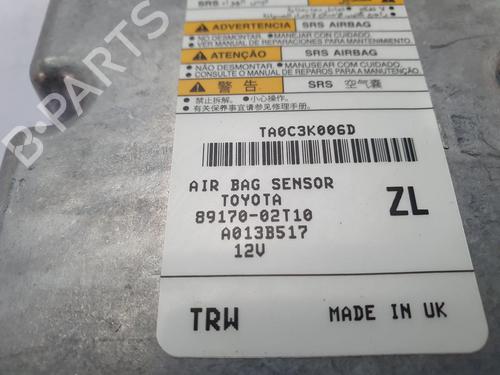 SRS
SRS
ADVERTENCIA SRS AIRBAG
NO DESMONTAR MANEJAR CON CUIDADO
VER MANUAL DE REPARACIONES PARA MANTENIMIENTO
ATENÇÃO SRS AIRBAG
NÃO DESMONTAR MANUSEAR COM CUIDADO
CONSULTE O MANUAL DE REPAROS PARA MANUTENÇÃO
警告 SRS 空气囊
禁止拆解。 小心操作。
有关保养事宜请参见修理手册。
TA0C3K006D
AIR BAG SENSOR
TOYOTA
89170-02T10
A013B517
12V
ZL
TRW MADE IN UK
B-PARTS